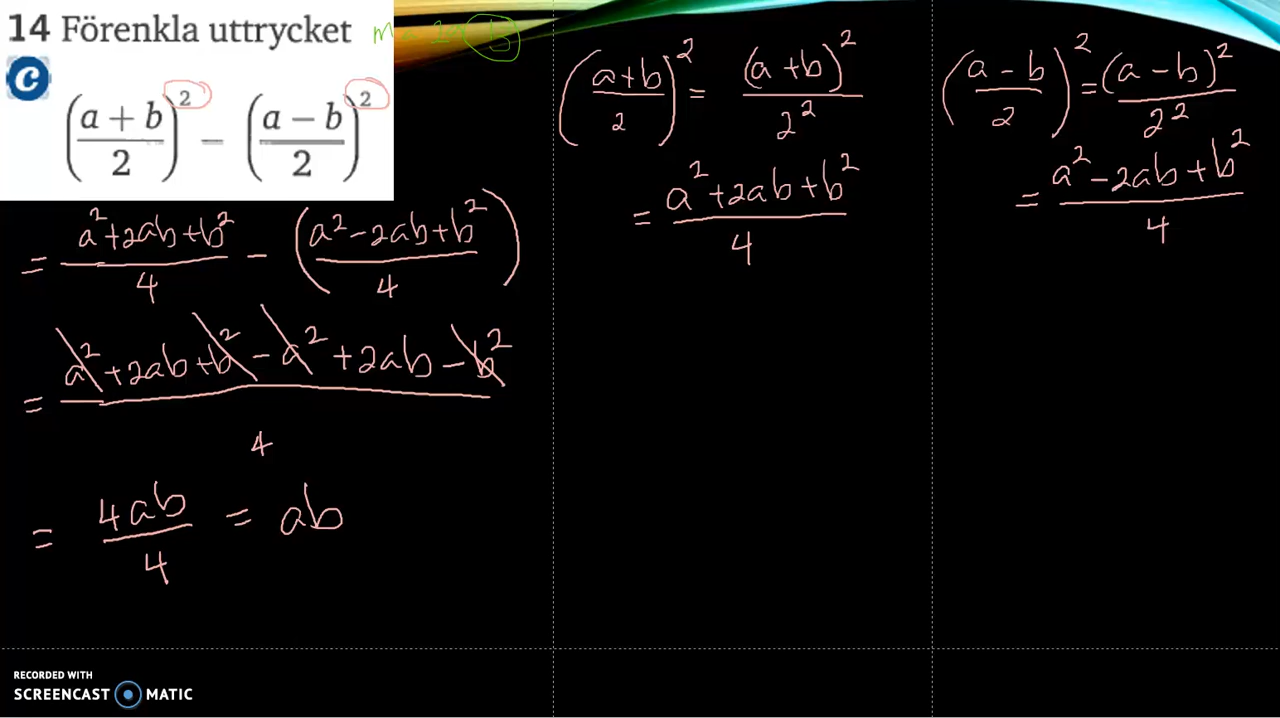 14 Förenkla uttrycket
C
((a + b)/2)² − ((a − b)/2)²
= (a²+2ab+b²)/4 − ((a²−2ab+b²)/4)
= (a²+2ab+b²−a²+2ab−b²)/4
= 4ab/4 = ab
((a+b)/2)² = (a+b)²/2²
= (a²+2ab+b²)/4
((a−b)/2)² = (a−b)²/2²
= (a²−2ab+b²)/4
RECORDED WITH
SCREENCAST MATIC